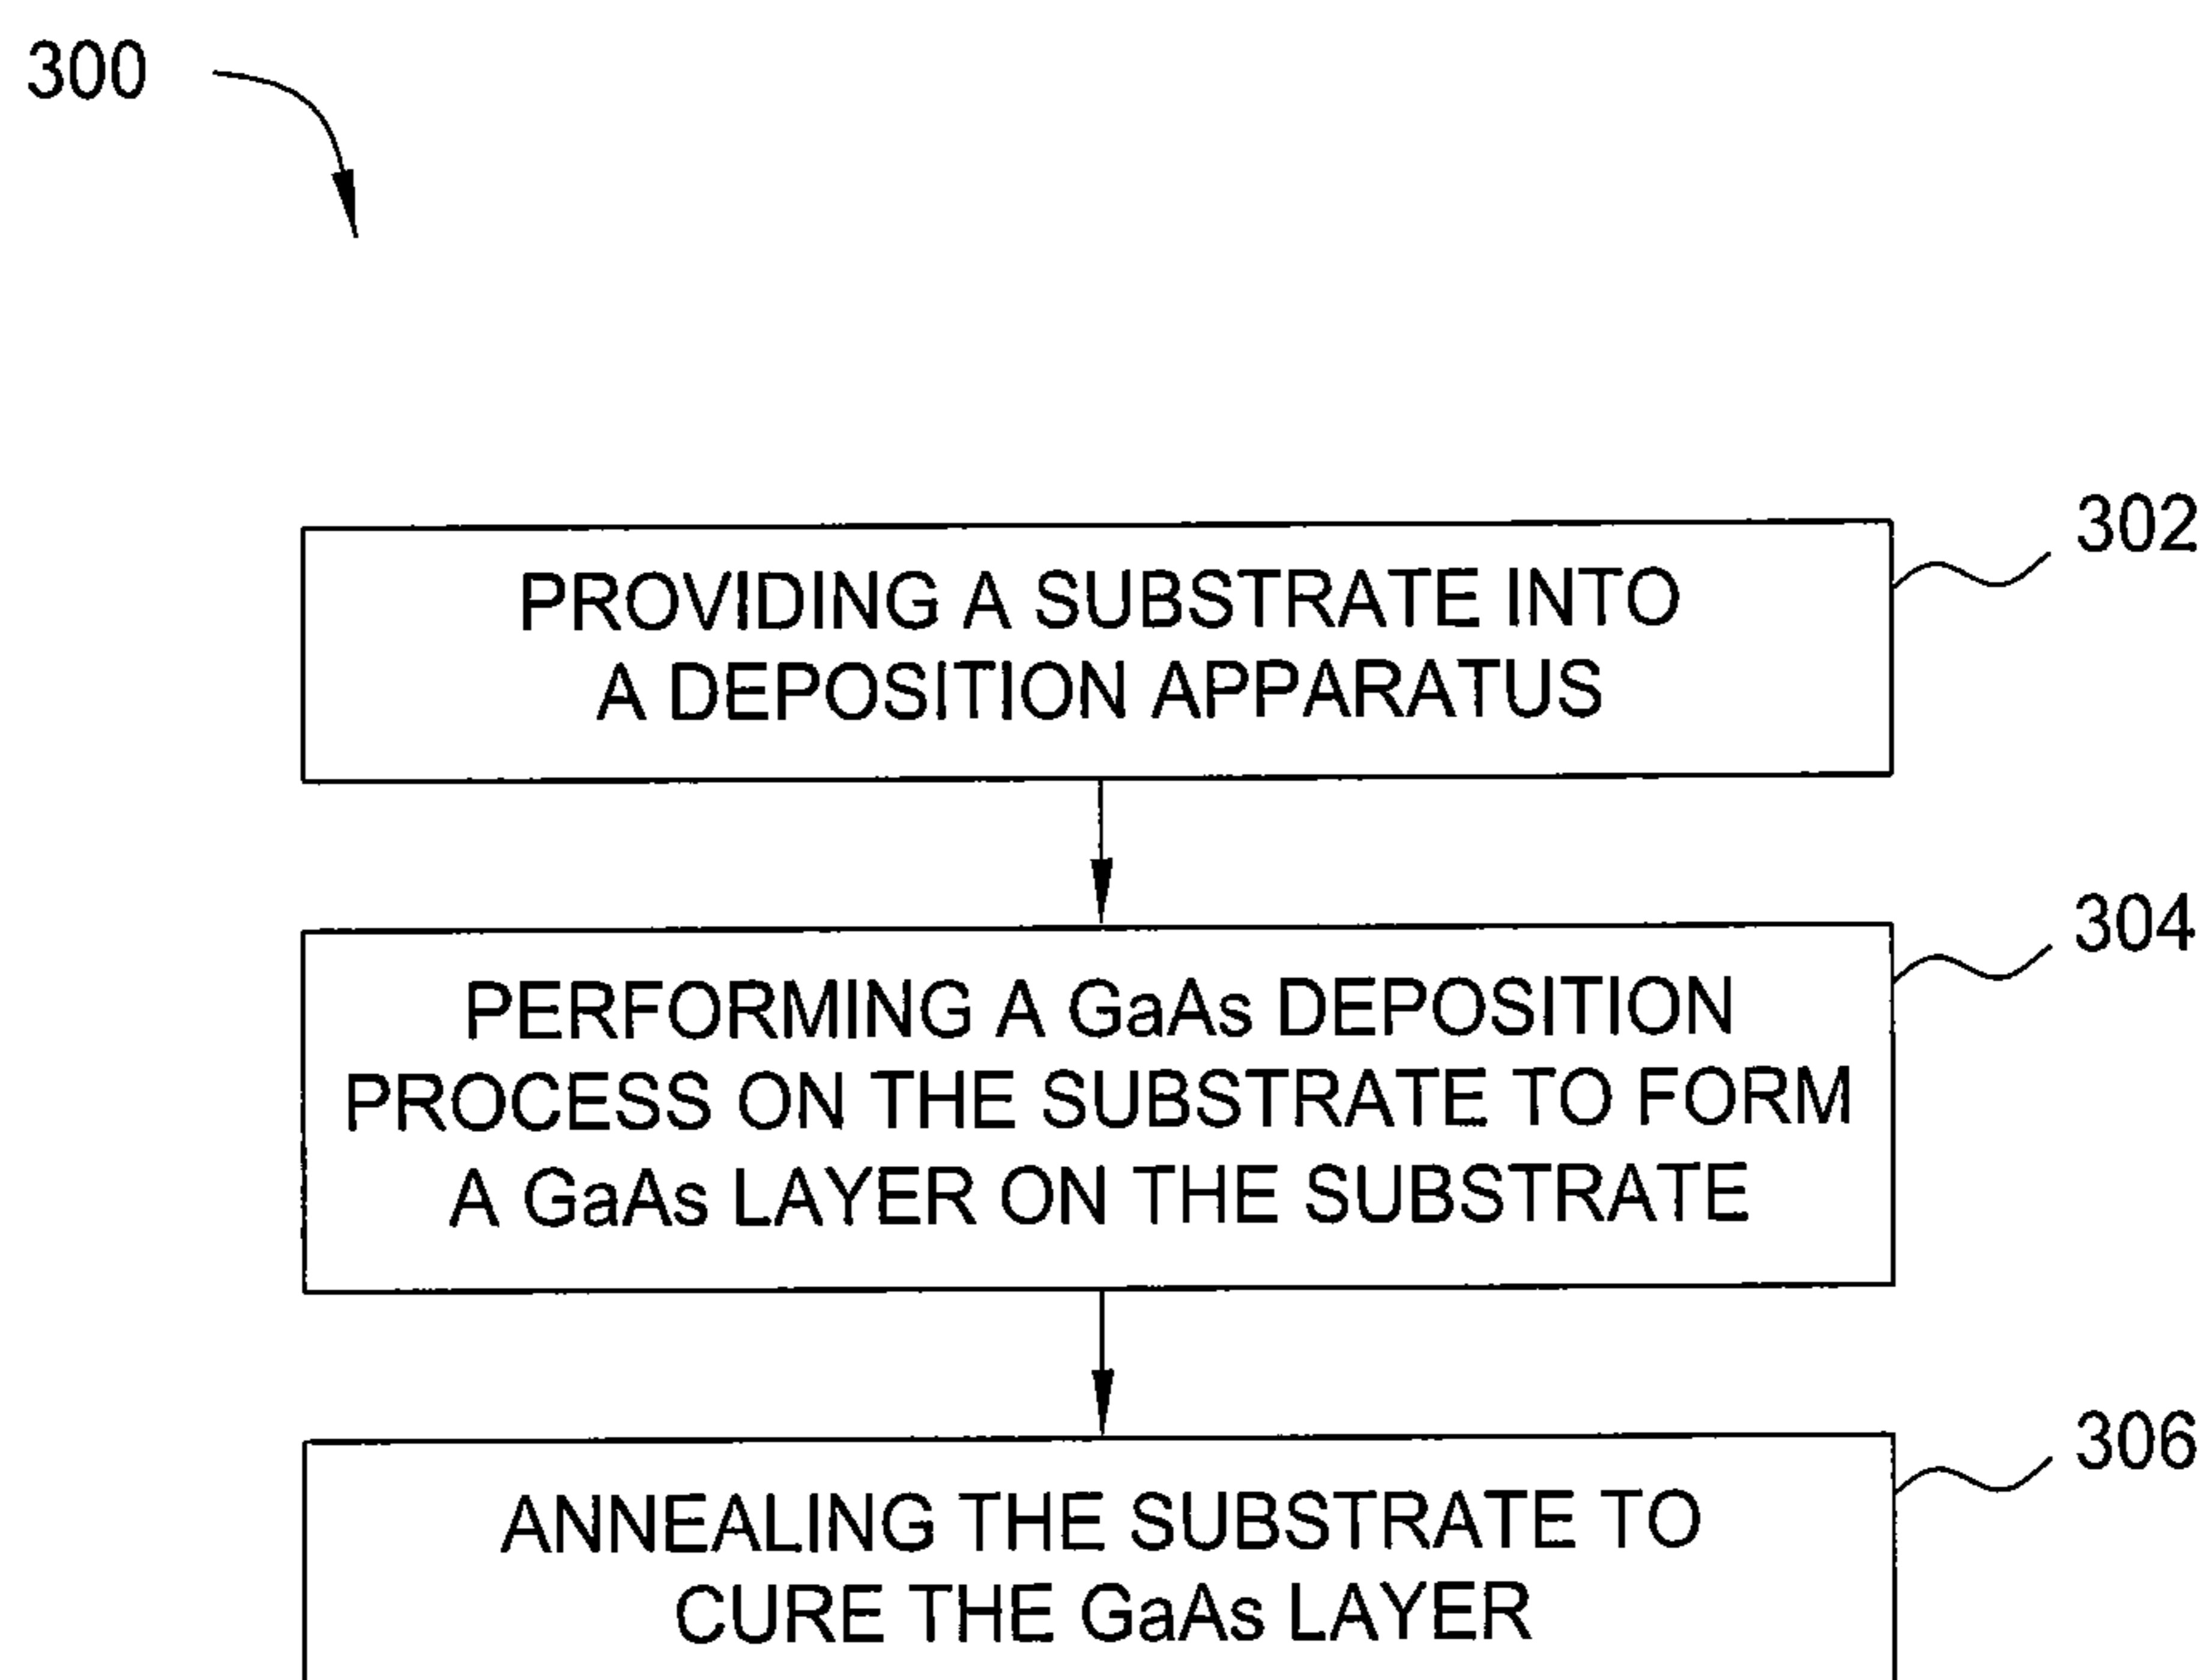 300
302
PROVIDING A SUBSTRATE INTO
A DEPOSITION APPARATUS
304
PERFORMING A GaAs DEPOSITION
PROCESS ON THE SUBSTRATE TO FORM
A GaAs LAYER ON THE SUBSTRATE
306
ANNEALING THE SUBSTRATE TO
CURE THE GaAs LAYER